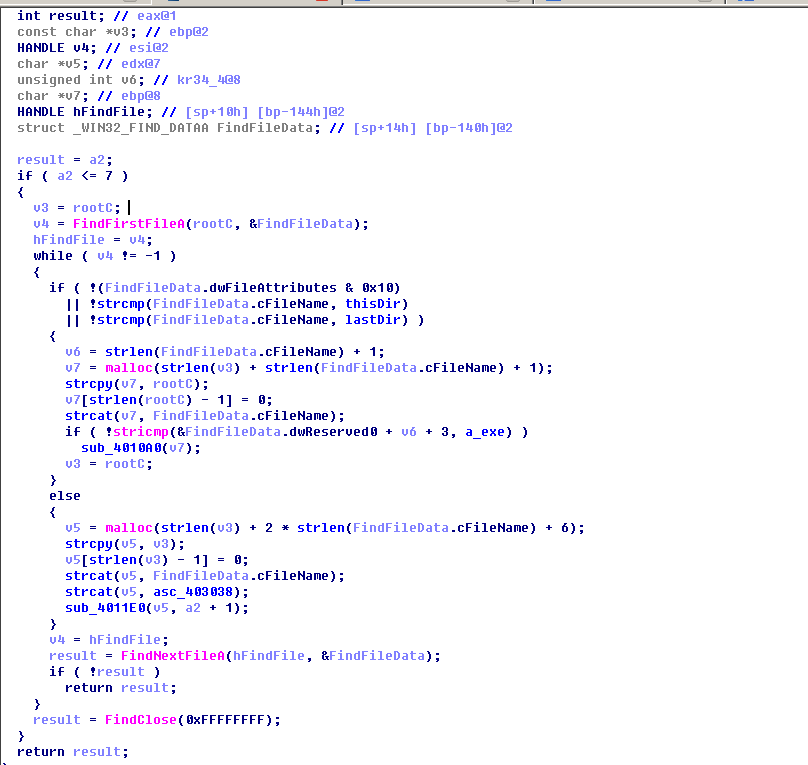 int result; // eax@1
const char *v3; // ebp@2
HANDLE v4; // esi@2
char *v5; // edx@7
unsigned int v6; // kr34_4@8
char *v7; // ebp@8
HANDLE hFindFile; // [sp+10h] [bp-144h]@2
struct _WIN32_FIND_DATAA FindFileData; // [sp+14h] [bp-140h]@2

result = a2;
if ( a2 <= 7 )
{
  v3 = rootC;
  v4 = FindFirstFileA(rootC, &FindFileData);
  hFindFile = v4;
  while ( v4 != -1 )
  {
    if ( !(FindFileData.dwFileAttributes & 0x10)
      || !strcmp(FindFileData.cFileName, thisDir)
      || !strcmp(FindFileData.cFileName, lastDir) )
    {
      v6 = strlen(FindFileData.cFileName) + 1;
      v7 = malloc(strlen(v3) + strlen(FindFileData.cFileName) + 1);
      strcpy(v7, rootC);
      v7[strlen(rootC) - 1] = 0;
      strcat(v7, FindFileData.cFileName);
      if ( !stricmp(&FindFileData.dwReserved0 + v6 + 3, a_exe) )
        sub_4010A0(v7);
      v3 = rootC;
    }
    else
    {
      v5 = malloc(strlen(v3) + 2 * strlen(FindFileData.cFileName) + 6);
      strcpy(v5, v3);
      v5[strlen(v3) - 1] = 0;
      strcat(v5, FindFileData.cFileName);
      strcat(v5, asc_403038);
      sub_4011E0(v5, a2 + 1);
    }
    v4 = hFindFile;
    result = FindNextFileA(hFindFile, &FindFileData);
    if ( !result )
      return result;
  }
  result = FindClose(0xFFFFFFFF);
}
return result;